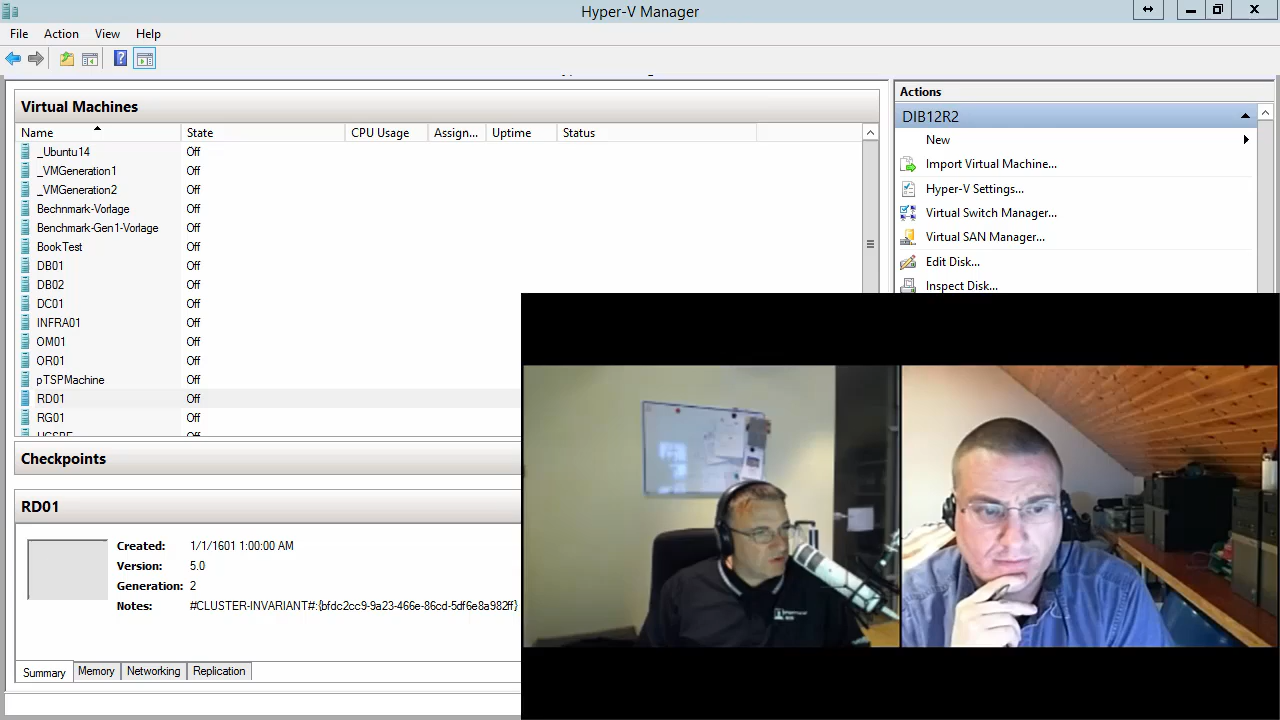 Hyper-V Manager
File Action View Help
Virtual Machines
Name State CPU Usage Assign... Uptime Status
_Ubuntu14 Off
_VMGeneration1 Off
_VMGeneration2 Off
Bechnmark-Vorlage Off
Benchmark-Gen1-Vorlage Off
BookTest Off
DB01 Off
DB02 Off
DC01 Off
INFRA01 Off
OM01 Off
OR01 Off
pTSPMachine Off
RD01 Off
RG01 Off
Checkpoints
RD01
Created: 1/1/1601 1:00:00 AM
Version: 5.0
Generation: 2
Notes: #CLUSTER-INVARIANT#:{bfdc2cc9-9a23-466e-86cd-5df6e8a982ff}
Summary Memory Networking Replication
Actions
DIB12R2
New
Import Virtual Machine...
Hyper-V Settings...
Virtual Switch Manager...
Virtual SAN Manager...
Edit Disk...
Inspect Disk...